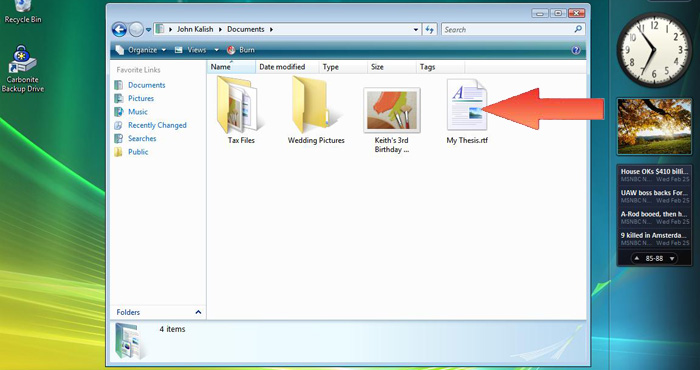 Recycle Bin
Carbonite
Backup Drive
John Kalish
Documents
Search
Organize
Views
Burn
Favorite Links
Documents
Pictures
Music
Recently Changed
Searches
Public
Folders
Name
Date modified
Type
Size
Tags
Tax Files
Wedding Pictures
Keith's 3rd
Birthday ...
My Thesis.rtf
4 items
House OKs $410 billi...
MSNBC N... Wed Feb 25
UAW boss backs For...
MSNBC N... Wed Feb 25
A-Rod booed, then h...
MSNBC N... Wed Feb 25
9 killed in Amsterda...
MSNBC N... Wed Feb 25
85-88